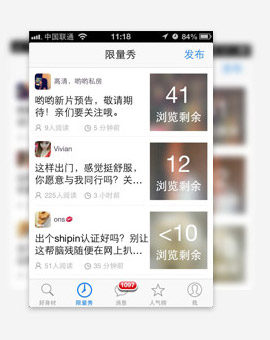 中国联通 11:18 84%
限量秀 发布
高清，哟哟私房
哟哟新片预告，敬请期
待！亲们要关注哦。
9人阅读 5 分钟前
41
浏览剩余
Vivian
这样出门，感觉挺舒服，
你愿意与我同行吗？关…
225人阅读 3 小时前
12
浏览剩余
ons💋
出个shipin认证好吗？别让
这帮脑残随便在网上扒…
51人阅读 35 分钟前
<10
浏览剩余
1097
好身材 限量秀 消息 人气榜 我